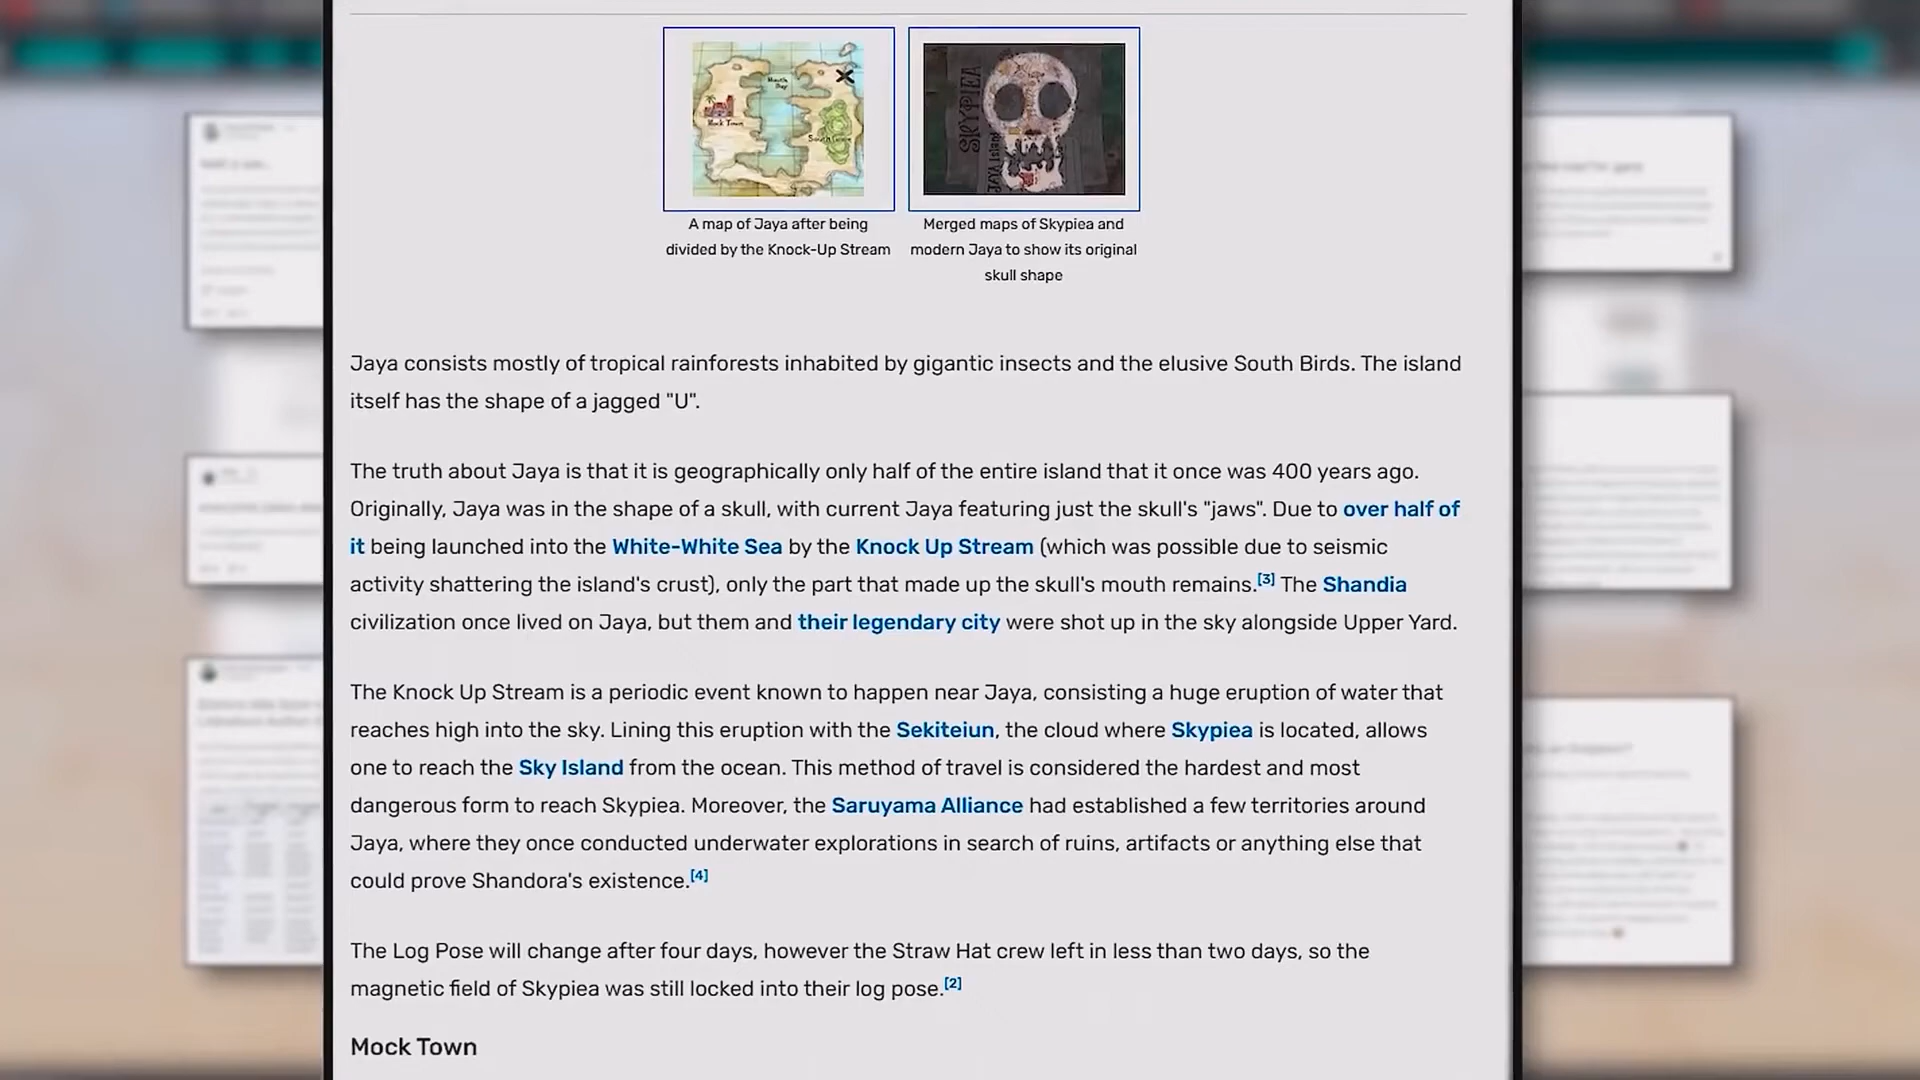 Mock Town
SKYPIEA
JAYA
A map of Jaya after being
divided by the Knock-Up Stream
Merged maps of Skypiea and
modern Jaya to show its original
skull shape
Jaya consists mostly of tropical rainforests inhabited by gigantic insects and the elusive South Birds. The island
itself has the shape of a jagged "U".
The truth about Jaya is that it is geographically only half of the entire island that it once was 400 years ago.
Originally, Jaya was in the shape of a skull, with current Jaya featuring just the skull's "jaws". Due to over half of
it being launched into the White-White Sea by the Knock Up Stream (which was possible due to seismic
activity shattering the island's crust), only the part that made up the skull's mouth remains.[3] The Shandia
civilization once lived on Jaya, but them and their legendary city were shot up in the sky alongside Upper Yard.
The Knock Up Stream is a periodic event known to happen near Jaya, consisting a huge eruption of water that
reaches high into the sky. Lining this eruption with the Sekiteiun, the cloud where Skypiea is located, allows
one to reach the Sky Island from the ocean. This method of travel is considered the hardest and most
dangerous form to reach Skypiea. Moreover, the Saruyama Alliance had established a few territories around
Jaya, where they once conducted underwater explorations in search of ruins, artifacts or anything else that
could prove Shandora's existence.[4]
The Log Pose will change after four days, however the Straw Hat crew left in less than two days, so the
magnetic field of Skypiea was still locked into their log pose.[2]
Mock Town